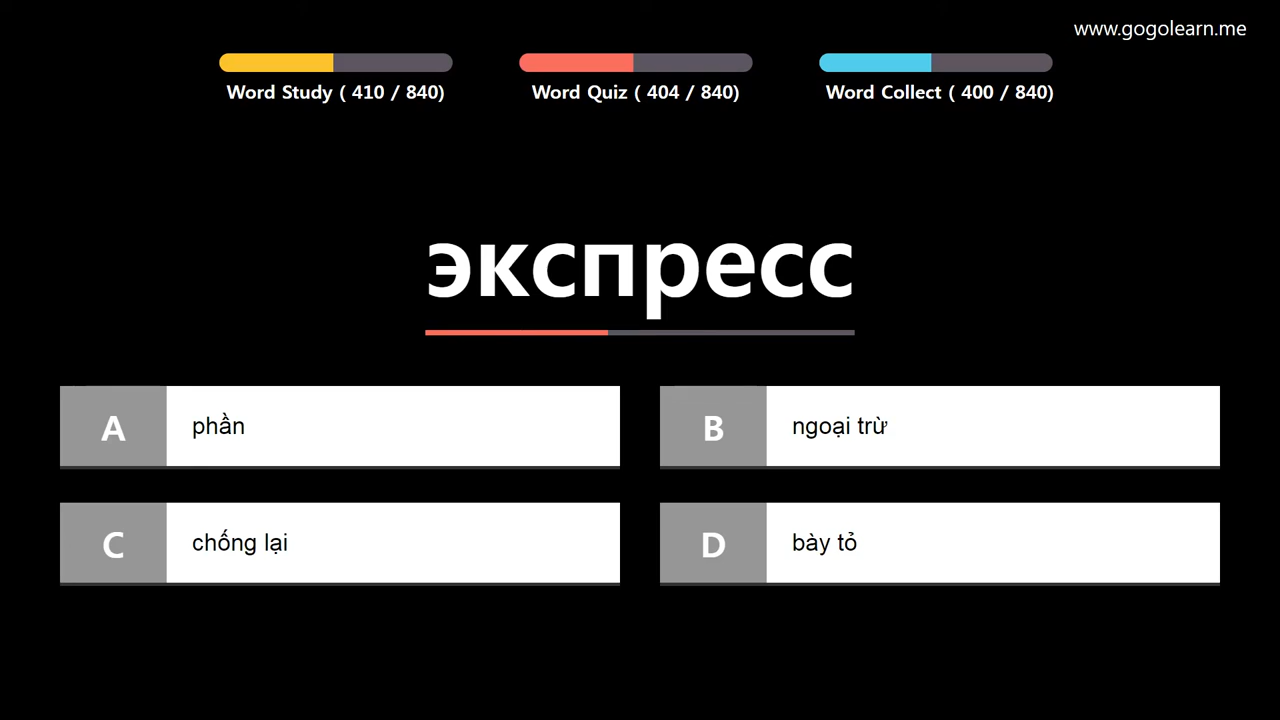 www.gogolearn.me
Word Study ( 410 / 840)
Word Quiz ( 404 / 840)
Word Collect ( 400 / 840)
экспресс
A phần
B ngoại trừ
C chống lại
D bày tỏ